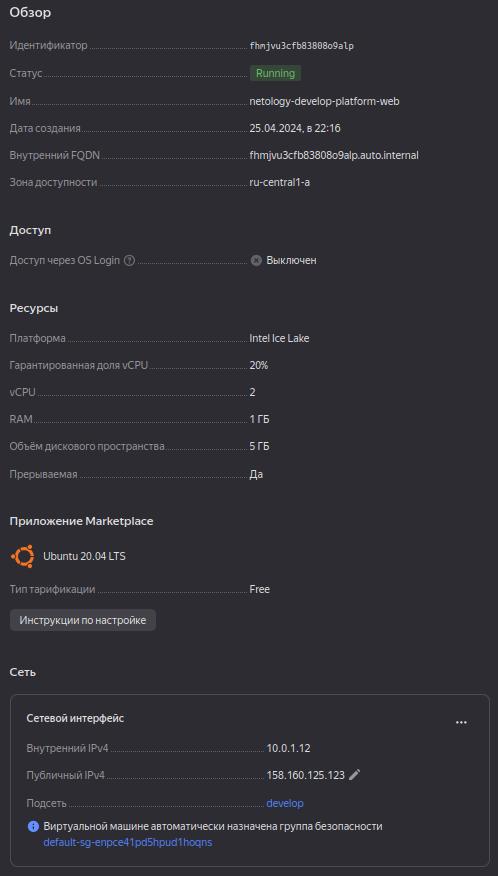 Обзор
Идентификатор fhmjvu3cfb83808o9alp
Статус Running
Имя netology-develop-platform-web
Дата создания 25.04.2024, в 22:16
Внутренний FQDN fhmjvu3cfb83808o9alp.auto.internal
Зона доступности ru-central1-a
Доступ
Доступ через OS Login Выключен
Ресурсы
Платформа Intel Ice Lake
Гарантированная доля vCPU 20%
vCPU 2
RAM 1 ГБ
Объём дискового пространства 5 ГБ
Прерываемая Да
Приложение Marketplace
Ubuntu 20.04 LTS
Тип тарификации Free
Инструкции по настройке
Сеть
Сетевой интерфейс
Внутренний IPv4 10.0.1.12
Публичный IPv4 158.160.125.123
Подсеть develop
Виртуальной машине автоматически назначена группа безопасности
default-sg-enpce41pd5hpud1hoqns